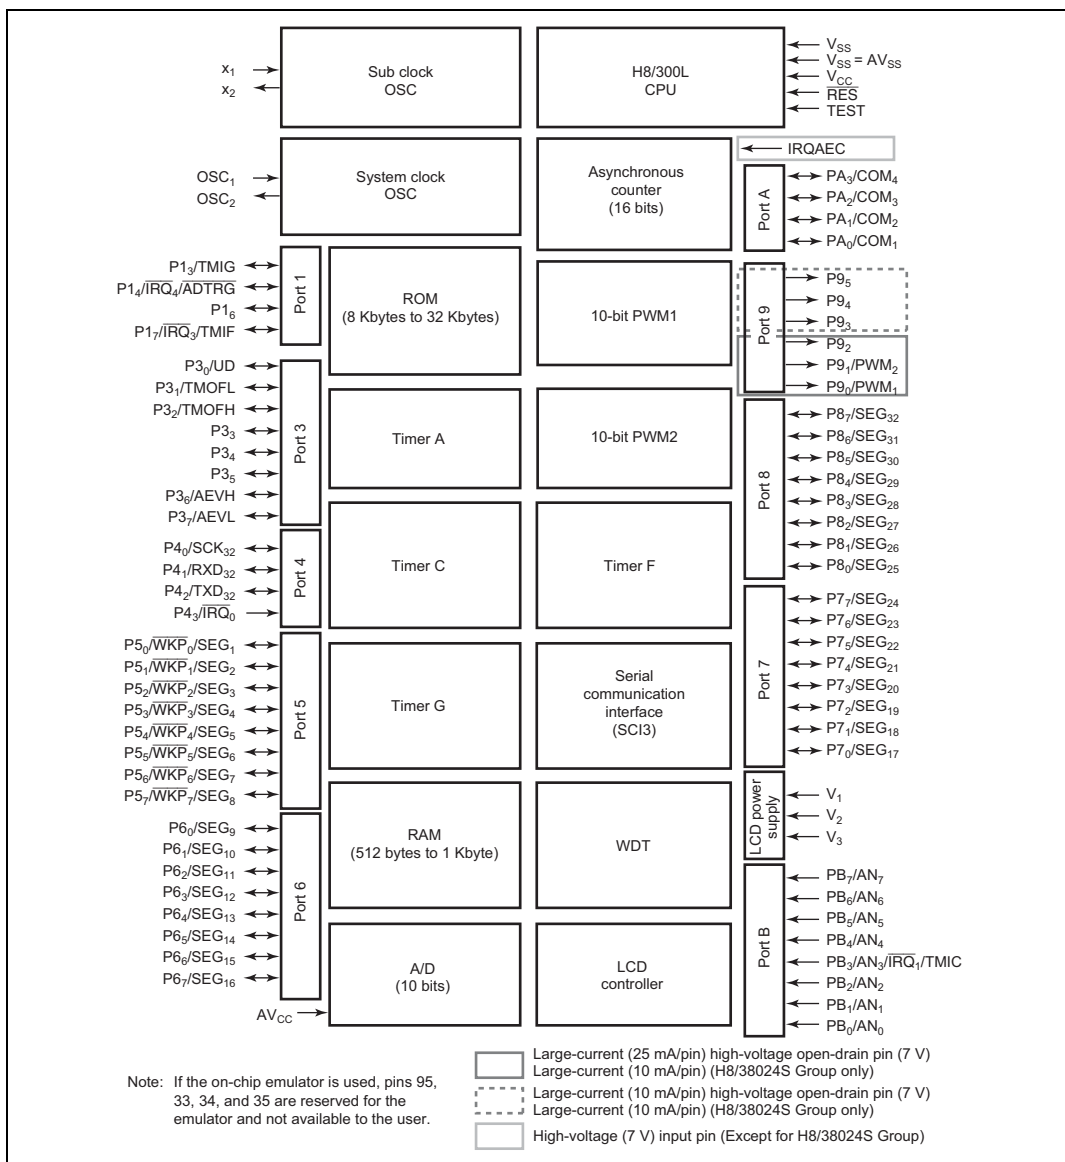 x1
x2
Sub clock
OSC
H8/300L
CPU
VSS
VSS = AVSS
VCC
RES
TEST
OSC1
OSC2
System clock
OSC
Asynchronous
counter
(16 bits)
IRQAEC
Port A
PA3/COM4
PA2/COM3
PA1/COM2
PA0/COM1
P13/TMIG
P14/IRQ4/ADTRG
P16
P17/IRQ3/TMIF
Port 1
ROM
(8 Kbytes to 32 Kbytes)
10-bit PWM1
Port 9
P95
P94
P93
P92
P91/PWM2
P90/PWM1
P30/UD
P31/TMOFL
P32/TMOFH
P33
P34
P35
P36/AEVH
P37/AEVL
Port 3
Timer A
10-bit PWM2
Port 8
P87/SEG32
P86/SEG31
P85/SEG30
P84/SEG29
P83/SEG28
P82/SEG27
P81/SEG26
P80/SEG25
P40/SCK32
P41/RXD32
P42/TXD32
P43/IRQ0
Port 4
Timer C
Timer F
Port 7
P77/SEG24
P76/SEG23
P75/SEG22
P74/SEG21
P73/SEG20
P72/SEG19
P71/SEG18
P70/SEG17
P50/WKP0/SEG1
P51/WKP1/SEG2
P52/WKP2/SEG3
P53/WKP3/SEG4
P54/WKP4/SEG5
P55/WKP5/SEG6
P56/WKP6/SEG7
P57/WKP7/SEG8
Port 5
Timer G
Serial
communication
interface
(SCI3)
LCD power
supply
V1
V2
V3
P60/SEG9
P61/SEG10
P62/SEG11
P63/SEG12
P64/SEG13
P65/SEG14
P66/SEG15
P67/SEG16
Port 6
RAM
(512 bytes to 1 Kbyte)
WDT
Port B
PB7/AN7
PB6/AN6
PB5/AN5
PB4/AN4
PB3/AN3/IRQ1/TMIC
PB2/AN2
PB1/AN1
PB0/AN0
AVCC
A/D
(10 bits)
LCD
controller
Note: If the on-chip emulator is used, pins 95,
33, 34, and 35 are reserved for the
emulator and not available to the user.
Large-current (25 mA/pin) high-voltage open-drain pin (7 V)
Large-current (10 mA/pin) (H8/38024S Group only)
Large-current (10 mA/pin) high-voltage open-drain pin (7 V)
Large-current (10 mA/pin) (H8/38024S Group only)
High-voltage (7 V) input pin (Except for H8/38024S Group)